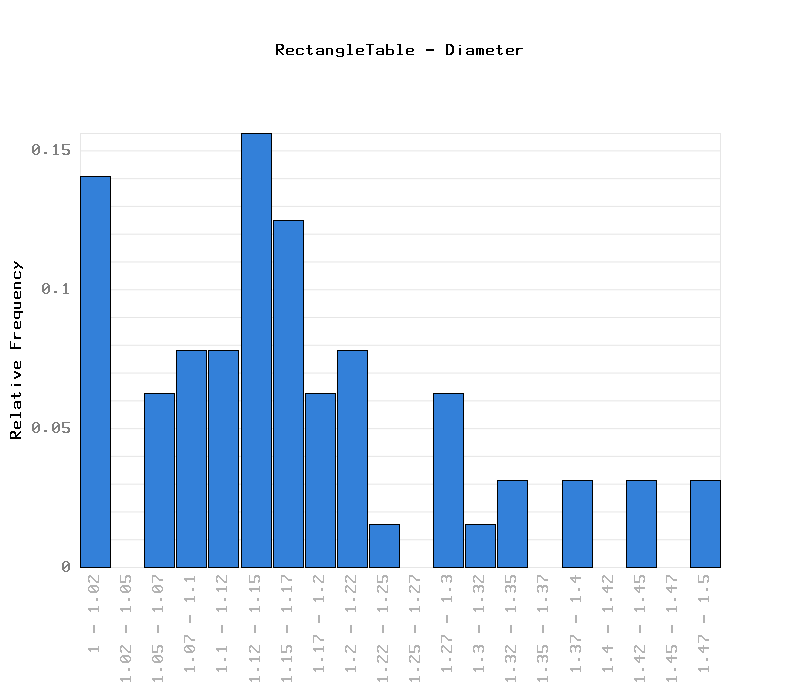 RectangleTable - Diameter
Relative Frequency
0.15
0.1
0.05
0
1 - 1.02
1.02 - 1.05
1.05 - 1.07
1.07 - 1.1
1.1 - 1.12
1.12 - 1.15
1.15 - 1.17
1.17 - 1.2
1.2 - 1.22
1.22 - 1.25
1.25 - 1.27
1.27 - 1.3
1.3 - 1.32
1.32 - 1.35
1.35 - 1.37
1.37 - 1.4
1.4 - 1.42
1.42 - 1.45
1.45 - 1.47
1.47 - 1.5